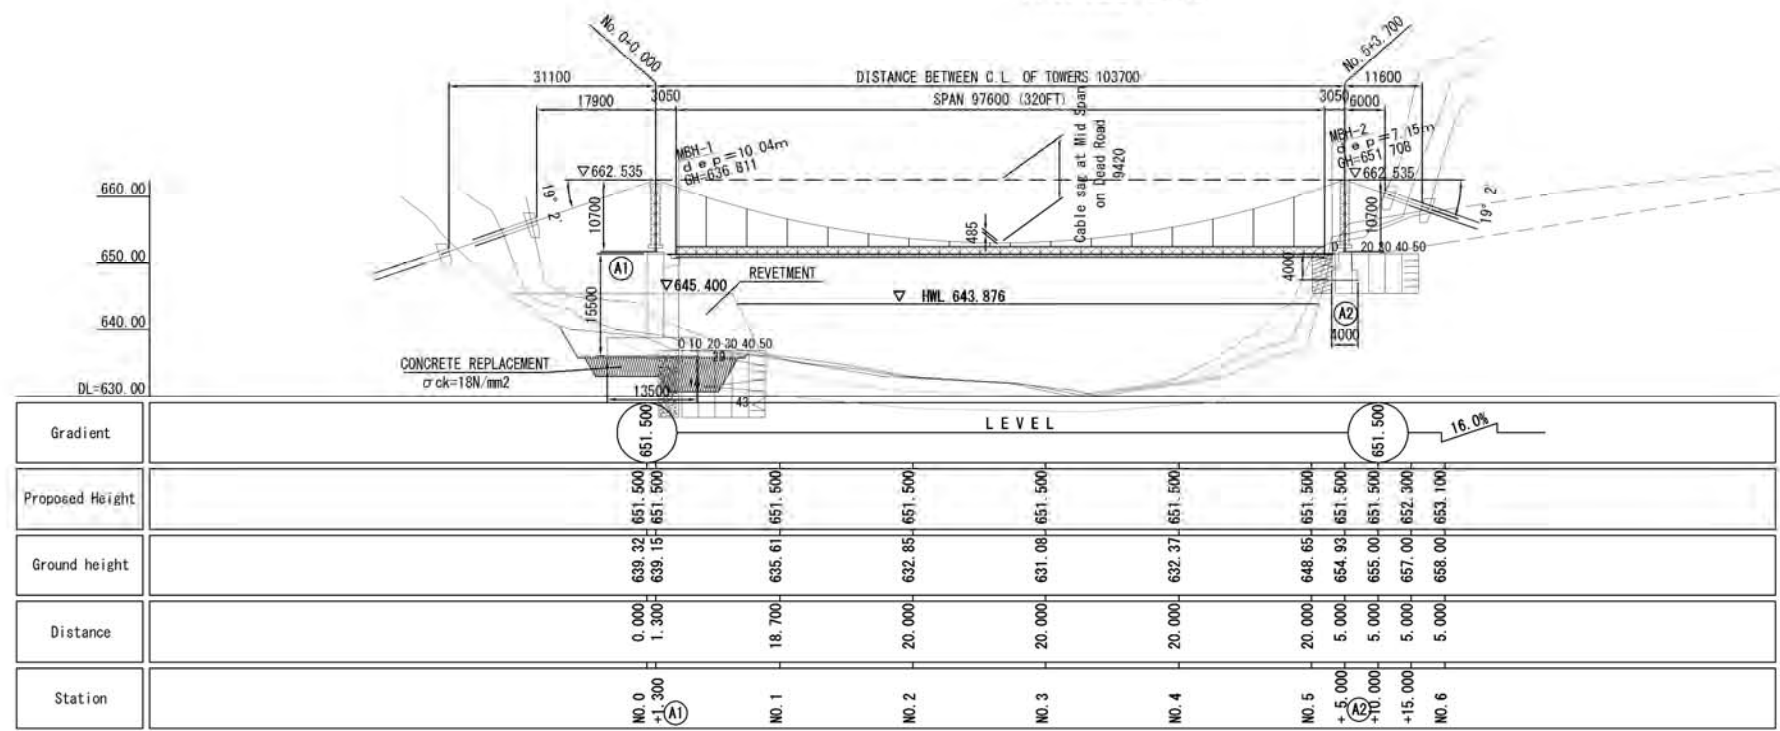 No. 0+0.000
No. 5+3.700
31100
DISTANCE BETWEEN C.L. OF TOWERS 103700
11600
17900
3050
SPAN 97600 (320FT)
3050
6000
MBH-1
dep=10.04m
GH=636.811
MBH-2
dep=7.15m
GH=651.708
▽662.535
▽662.535
Cable sag at Mid Span
on Dead Road
9420
19° 2'
19° 2'
660.00
10700
10700
485
650.00
A1
0 20 30 40 50
4000
REVETMENT
▽645.400
▽ HWL 643.876
15500
640.00
A2
4000
0 10 20 30 40 50
29
CONCRETE REPLACEMENT
σck=18N/mm2
13500
43
DL=630.00
Gradient
651.500
LEVEL
651.500
16.0%
Proposed Height
651.500
651.500
651.500
651.500
651.500
651.500
651.500
651.500
651.500
652.300
653.100
Ground height
639.32
639.15
635.61
632.85
631.08
632.37
648.65
654.93
655.00
657.00
658.00
Distance
0.000
1.300
18.700
20.000
20.000
20.000
20.000
5.000
5.000
5.000
5.000
Station
NO. 0
+1.300
A1
NO. 1
NO. 2
NO. 3
NO. 4
NO. 5
+ 5.000
A2
+10.000
+15.000
NO. 6